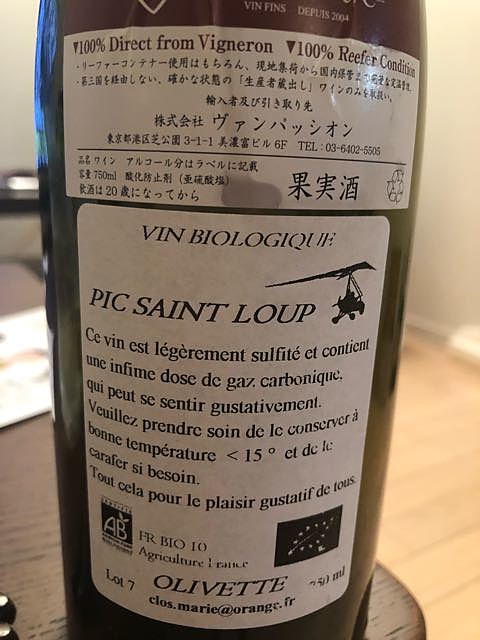 VIN FINS DEPUIS 2004
▼100% Direct from Vigneron ▼100% Reefer Condition
・リーファーコンテナー使用はもちろん、現地集荷から国内保管まで完璧な定温管理。
・第三国を経由しない、確かな状態の「生産者蔵出し」ワインのみを取扱い。
輸入者及び引き取り先
株式会社 ヴァンパッシオン
東京都港区芝公園3-1-1 美濃富ビル 6F TEL:03-6402-5505
品名 ワイン アルコール分はラベルに記載
容量 750ml 酸化防止剤（亜硫酸塩）
飲酒は20歳になってから
果実酒
VIN BIOLOGIQUE
PIC SAINT LOUP
Ce vin est légèrement sulfité et contient
une infime dose de gaz carbonique,
qui peut se sentir gustativement.
Veuillez prendre soin de le conserver à
bonne température < 15 ° et de le
carafer si besoin.
Tout cela pour le plaisir gustatif de tous.
AB
FR BIO 10
Agriculture France
Lot 7 OLIVETTE 750 ml
clos.marie@orange.fr